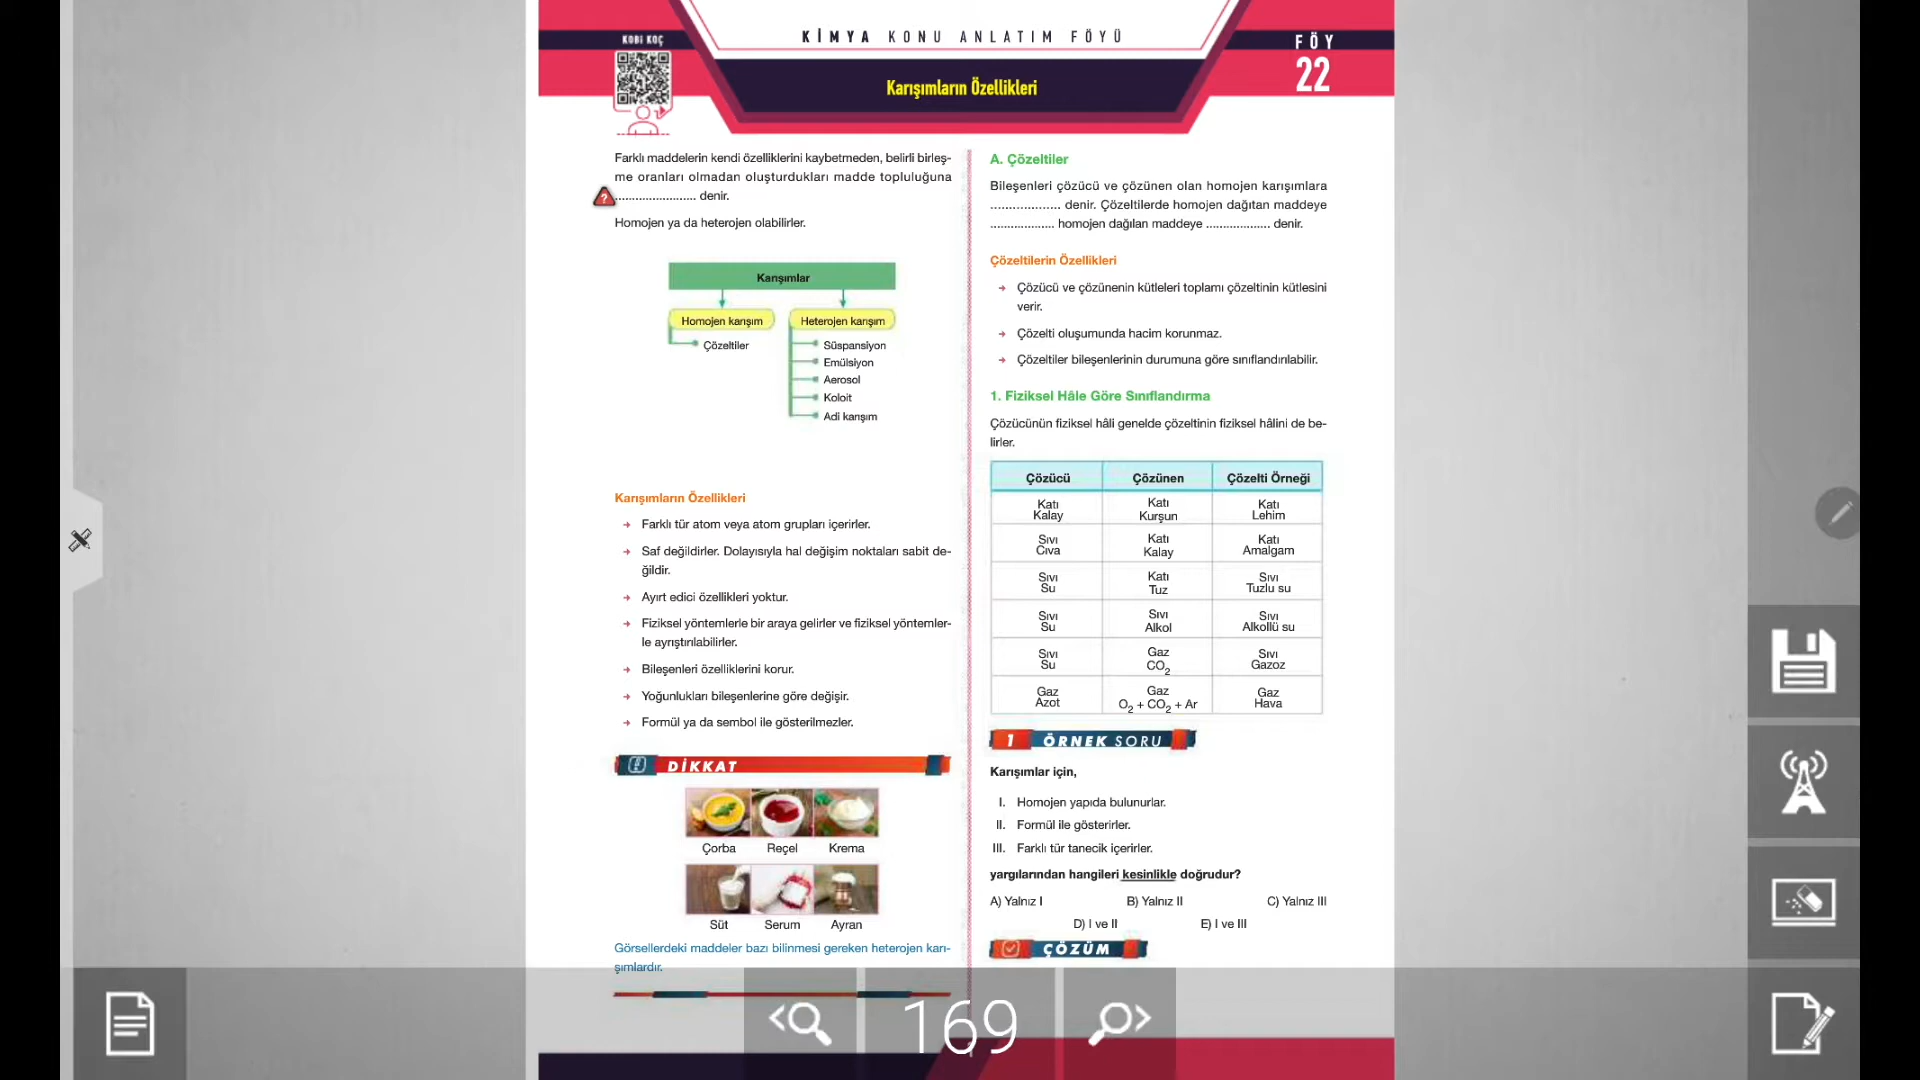 KOBİ KOÇ
KİMYA KONU ANLATIM FÖYÜ
FÖY
22
Karışımların Özellikleri
Farklı maddelerin kendi özelliklerini kaybetmeden, belirli birleş-
me oranları olmadan oluşturdukları madde topluluğuna
........................ denir.
Homojen ya da heterojen olabilirler.
Karışımlar
Homojen karışım
Heterojen karışım
Çözeltiler
Süspansiyon
Emülsiyon
Aerosol
Koloit
Adi karışım
Karışımların Özellikleri
Farklı tür atom veya atom grupları içerirler.
Saf değildirler. Dolayısıyla hal değişim noktaları sabit de-
ğildir.
Ayırt edici özellikleri yoktur.
Fiziksel yöntemlerle bir araya gelirler ve fiziksel yöntemler-
le ayrıştırılabilirler.
Bileşenleri özelliklerini korur.
Yoğunlukları bileşenlerine göre değişir.
Formül ya da sembol ile gösterilmezler.
DİKKAT
Çorba Reçel Krema
Süt Serum Ayran
Görsellerdeki maddeler bazı bilinmesi gereken heterojen karı-
şımlardır.
A. Çözeltiler
Bileşenleri çözücü ve çözünen olan homojen karışımlara
..................... denir. Çözeltilerde homojen dağıtan maddeye
................... homojen dağılan maddeye ................... denir.
Çözeltilerin Özellikleri
Çözücü ve çözünenin kütleleri toplamı çözeltinin kütlesini
verir.
Çözelti oluşumunda hacim korunmaz.
Çözeltiler bileşenlerinin durumuna göre sınıflandırılabilir.
1. Fiziksel Hâle Göre Sınıflandırma
Çözücünün fiziksel hâli genelde çözeltinin fiziksel hâlini de be-
lirler.
Çözücü Çözünen Çözelti Örneği
Katı Katı Katı
Kalay Kurşun Lehim
Sıvı Katı Katı
Cıva Kalay Amalgam
Sıvı Katı Sıvı
Su Tuz Tuzlu su
Sıvı Sıvı Sıvı
Su Alkol Alkollü su
Sıvı Gaz Sıvı
Su CO₂ Gazoz
Gaz Gaz Gaz
Azot O₂ + CO₂ + Ar Hava
1 ÖRNEK SORU
Karışımlar için,
I. Homojen yapıda bulunurlar.
II. Formül ile gösterirler.
III. Farklı tür tanecik içerirler.
yargılarından hangileri kesinlikle doğrudur?
A) Yalnız I B) Yalnız II C) Yalnız III
D) I ve II E) I ve III
ÇÖZÜM
169